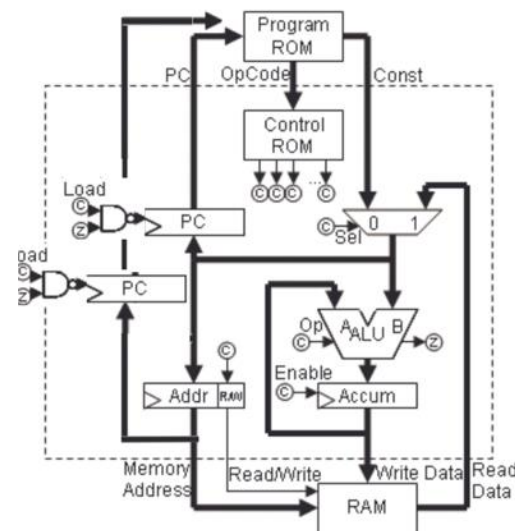 Program
ROM
PC
OpCode
Const
Control
ROM
© © © ... ©
Load
©
Z
PC
0 1
© Sel
oad
©
Z
PC
Op
©
A ALU B
Z
©
Enable
©
Addr
R/W
Accum
Memory
Address
Read/Write
Write Data
Read
Data
RAM